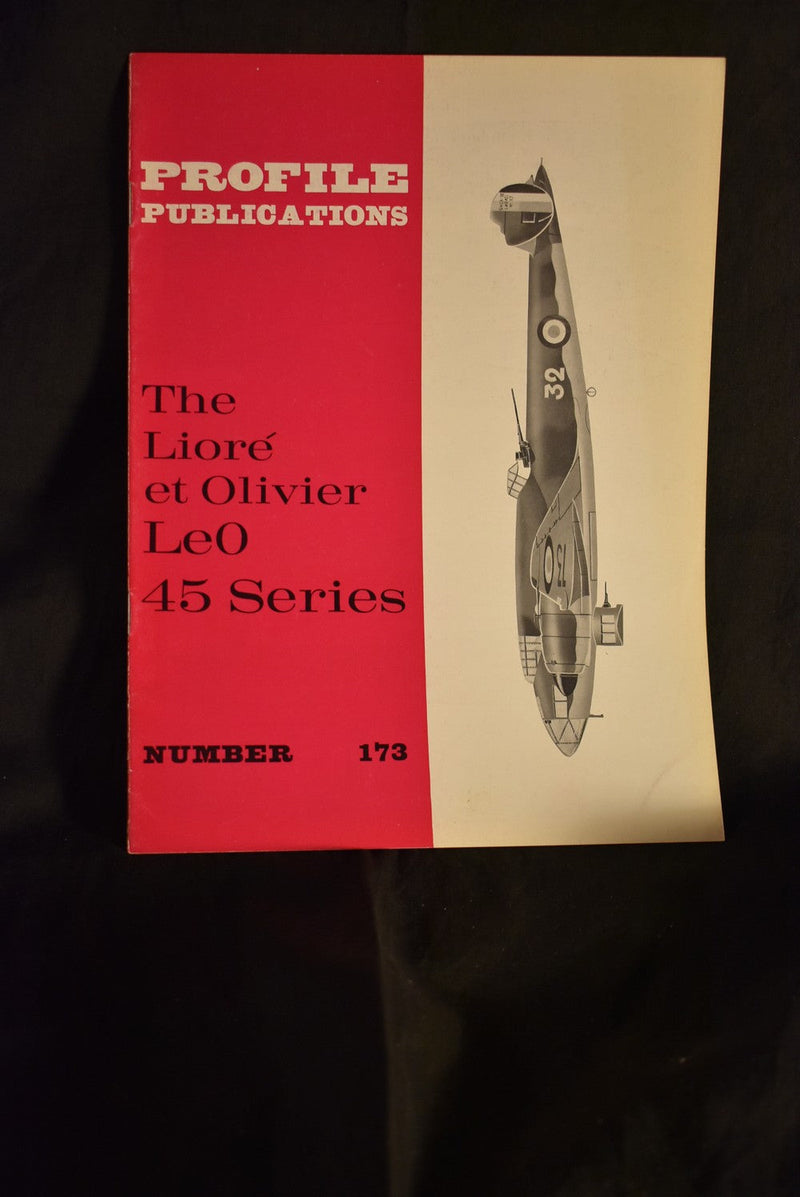 PROFILE
PUBLICATIONS
The
Lioré
et Olivier
LeO
45 Series
NUMBER 173
32